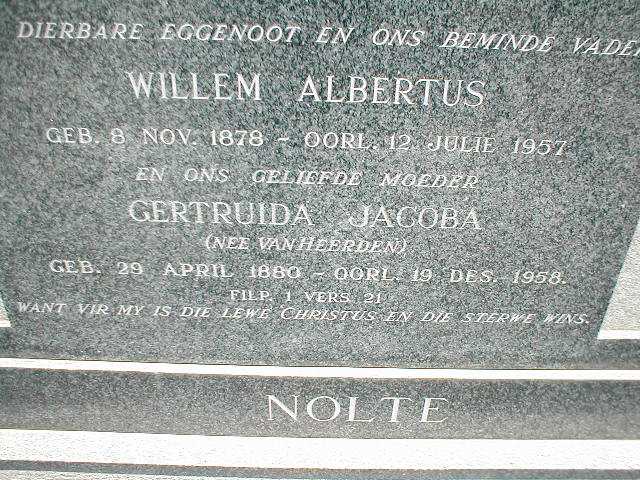 DIERBARE EGGENOOT EN ONS BEMINDE VADER
WILLEM ALBERTUS
GEB. 8 NOV. 1878 - OORL. 12 JULIE 1957
EN ONS GELIEFDE MOEDER
GERTRUIDA JACOBA
(NEE VAN HEERDEN)
GEB. 29 APRIL 1880 - OORL. 19 DES. 1958.
FILP. 1 VERS 21
WANT VIR MY IS DIE LEWE CHRISTUS EN DIE STERWE WINS.
NOLTE